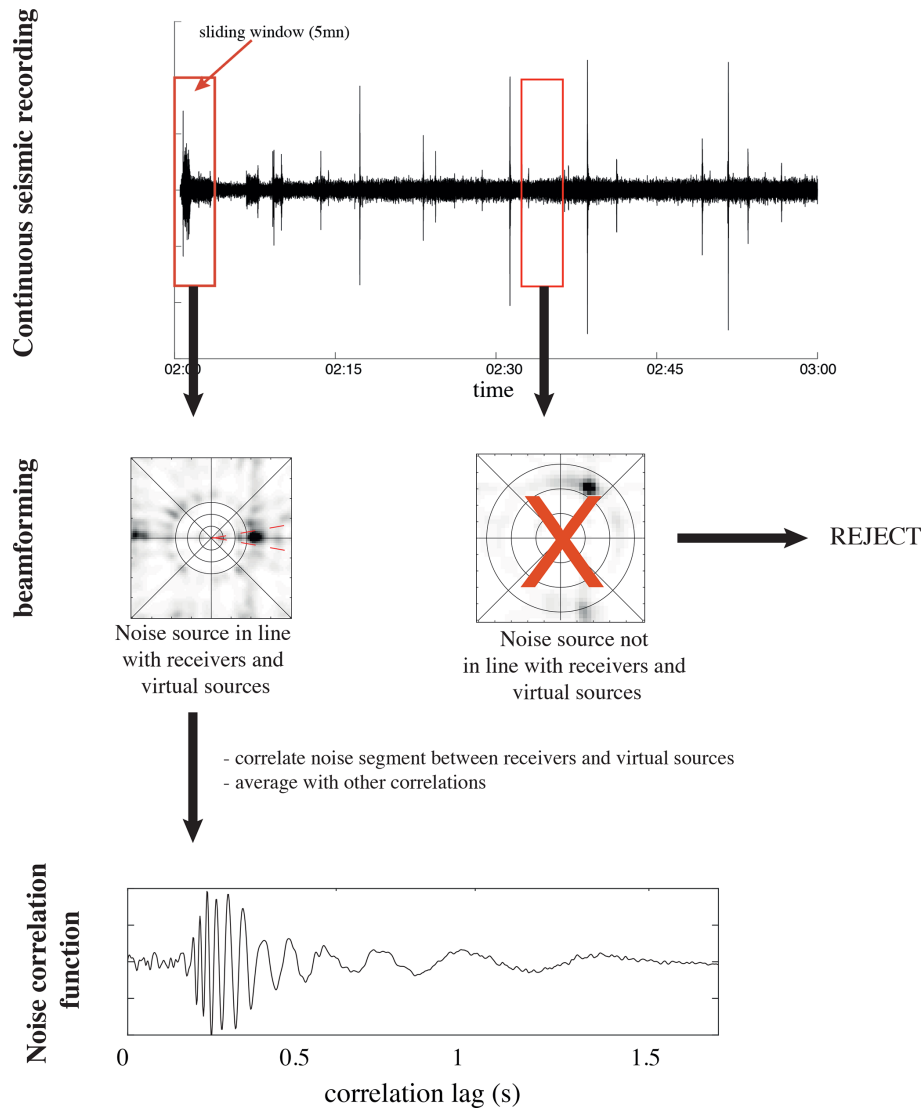 Continuous seismic recording
sliding window (5mn)
02:00
02:15
02:30
02:45
03:00
time
beamforming
REJECT
Noise source in line
with receivers and
virtual sources
Noise source not
in line with receivers and
virtual sources
- correlate noise segment between receivers and virtual sources
- average with other correlations
Noise correlation
function
0
0.5
1
1.5
correlation lag (s)